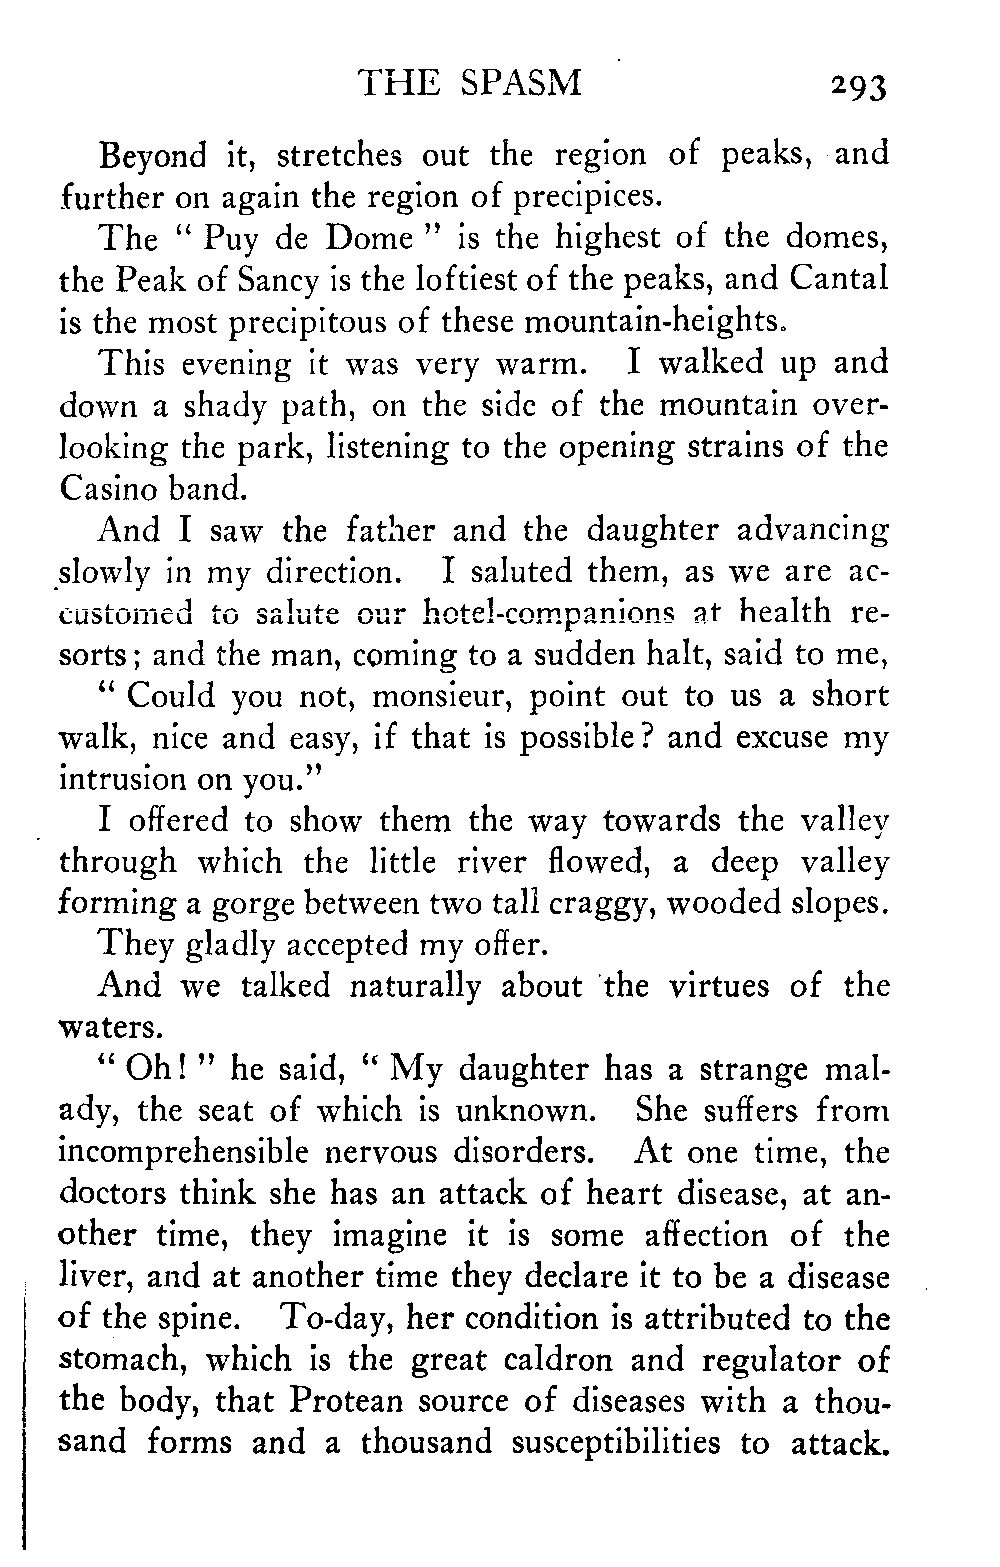 THE SPASM 293
Beyond it, stretches out the region of peaks, and
further on again the region of precipices.
The " Puy de Dome " is the highest of the domes,
the Peak of Sancy is the loftiest of the peaks, and Cantal
is the most precipitous of these mountain-heights.
This evening it was very warm. I walked up and
down a shady path, on the side of the mountain over-
looking the park, listening to the opening strains of the
Casino band.
And I saw the father and the daughter advancing
slowly in my direction. I saluted them, as we are ac-
customed to salute our hotel-companions at health re-
sorts; and the man, coming to a sudden halt, said to me,
" Could you not, monsieur, point out to us a short
walk, nice and easy, if that is possible? and excuse my
intrusion on you."
I offered to show them the way towards the valley
through which the little river flowed, a deep valley
forming a gorge between two tall craggy, wooded slopes.
They gladly accepted my offer.
And we talked naturally about the virtues of the
waters.
" Oh! " he said, " My daughter has a strange mal-
ady, the seat of which is unknown. She suffers from
incomprehensible nervous disorders. At one time, the
doctors think she has an attack of heart disease, at an-
other time, they imagine it is some affection of the
liver, and at another time they declare it to be a disease
of the spine. To-day, her condition is attributed to the
stomach, which is the great caldron and regulator of
the body, that Protean source of diseases with a thou-
sand forms and a thousand susceptibilities to attack.